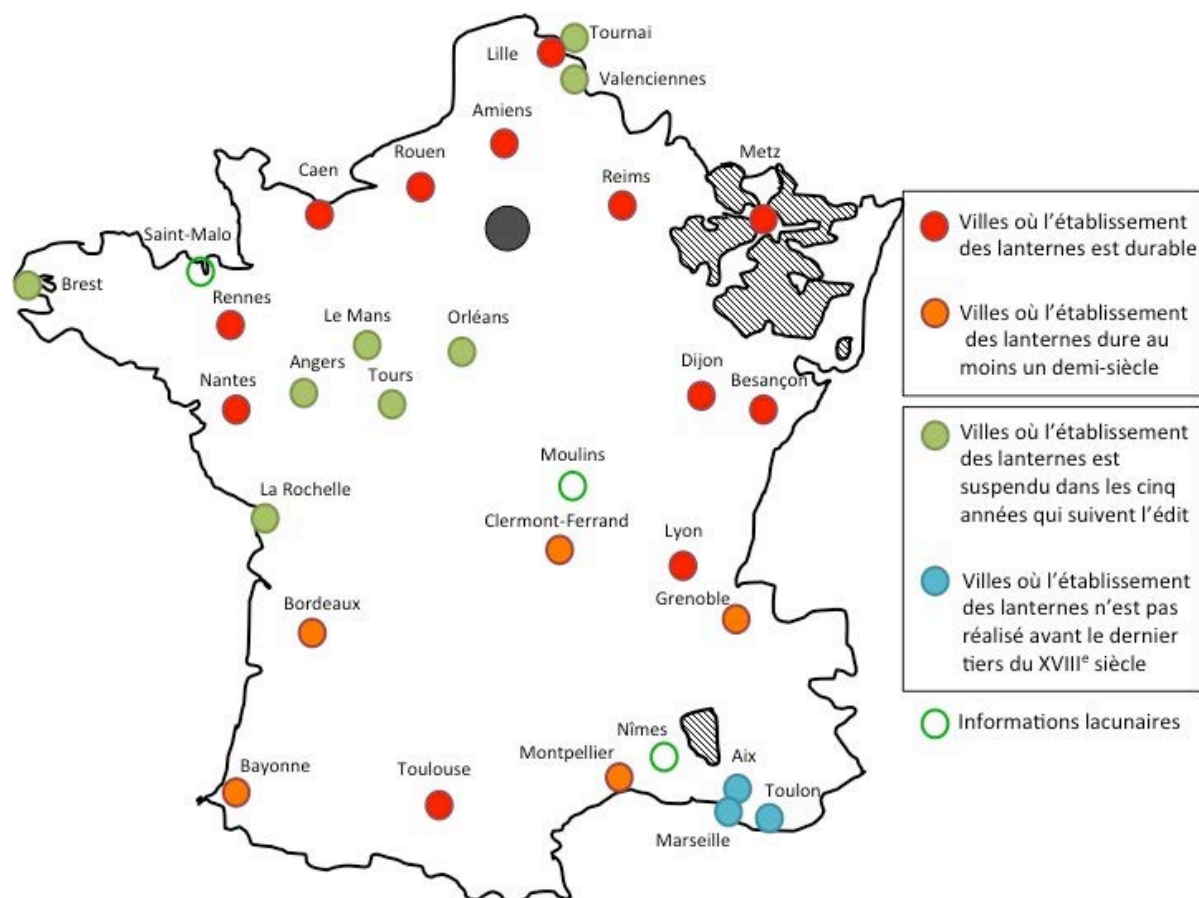 Tournai
Lille
Valenciennes
Amiens
Metz
Rouen
Caen
Reims
Saint-Malo
Brest
Rennes
Le Mans
Orléans
Angers
Tours
Nantes
Dijon
Besançon
Moulins
La Rochelle
Clermont-Ferrand
Lyon
Grenoble
Bordeaux
Nîmes
Montpellier
Aix
Bayonne
Toulouse
Toulon
Marseille
Villes où l’établissement
des lanternes est durable
Villes où l’établissement
des lanternes dure au
moins un demi-siècle
Villes où l’établissement
des lanternes est
suspendu dans les cinq
années qui suivent l’édit
Villes où l’établissement
des lanternes n’est pas
réalisé avant le dernier
tiers du XVIIIe siècle
Informations lacunaires